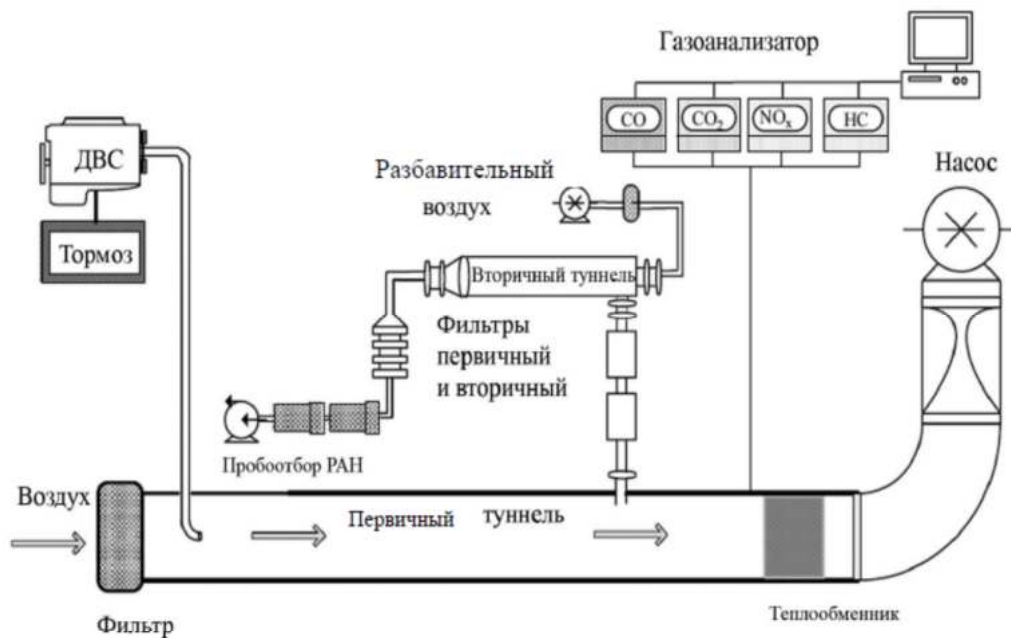 Газоанализатор
CO
CO₂
NOₓ
HC
ДВС
Тормоз
Разбавительный
воздух
Насос
Вторичный туннель
Фильтры
первичный
и вторичный
Пробоотбор PAH
Воздух
Первичный туннель
Теплообменник
Фильтр